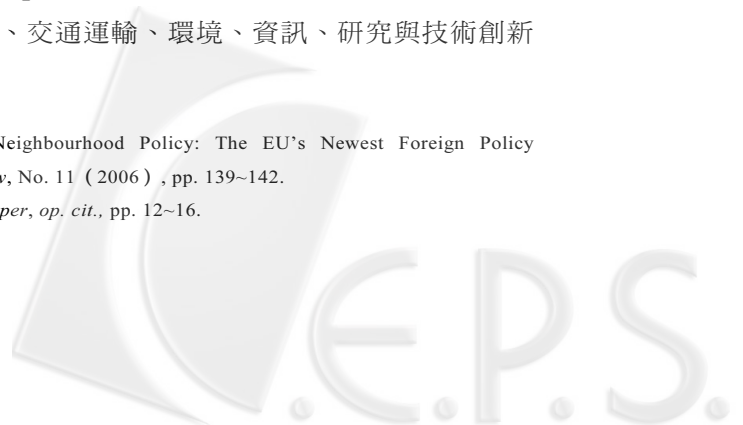 、交通運輸、環境、資訊、研究與技術創新
Neighbourhood Policy: The EU's Newest Foreign Policy
, No. 11（2006）, pp. 139~142.
per, op. cit., pp. 12~16.
C.E.P.S.